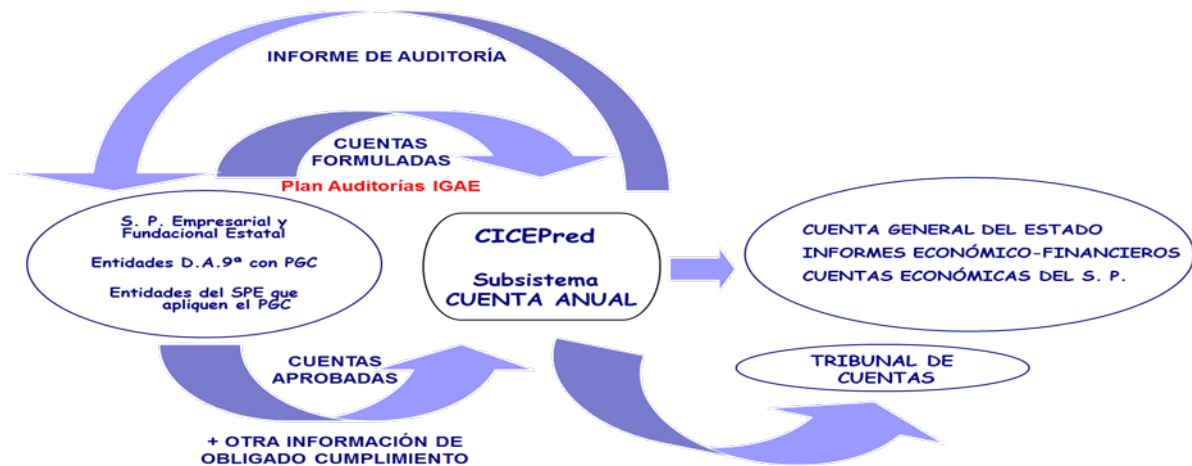 INFORME DE AUDITORÍA
CUENTAS
FORMULADAS
Plan Auditorías IGAE
S. P. Empresarial y
Fundacional Estatal
Entidades D.A.9ª con PGC
Entidades del SPE que
apliquen el PGC
CICEPred
Subsistema
CUENTA ANUAL
CUENTA GENERAL DEL ESTADO
INFORMES ECONÓMICO-FINANCIEROS
CUENTAS ECONÓMICAS DEL S. P.
TRIBUNAL DE
CUENTAS
CUENTAS
APROBADAS
+ OTRA INFORMACIÓN DE
OBLIGADO CUMPLIMIENTO